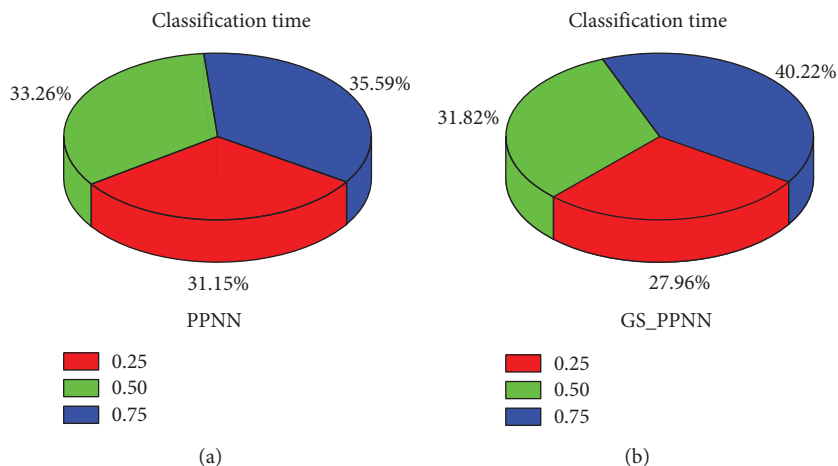 Classification time
33.26%
35.59%
31.15%
PPNN
0.25
0.50
0.75
(a)
Classification time
31.82%
40.22%
27.96%
GS_PPNN
0.25
0.50
0.75
(b)